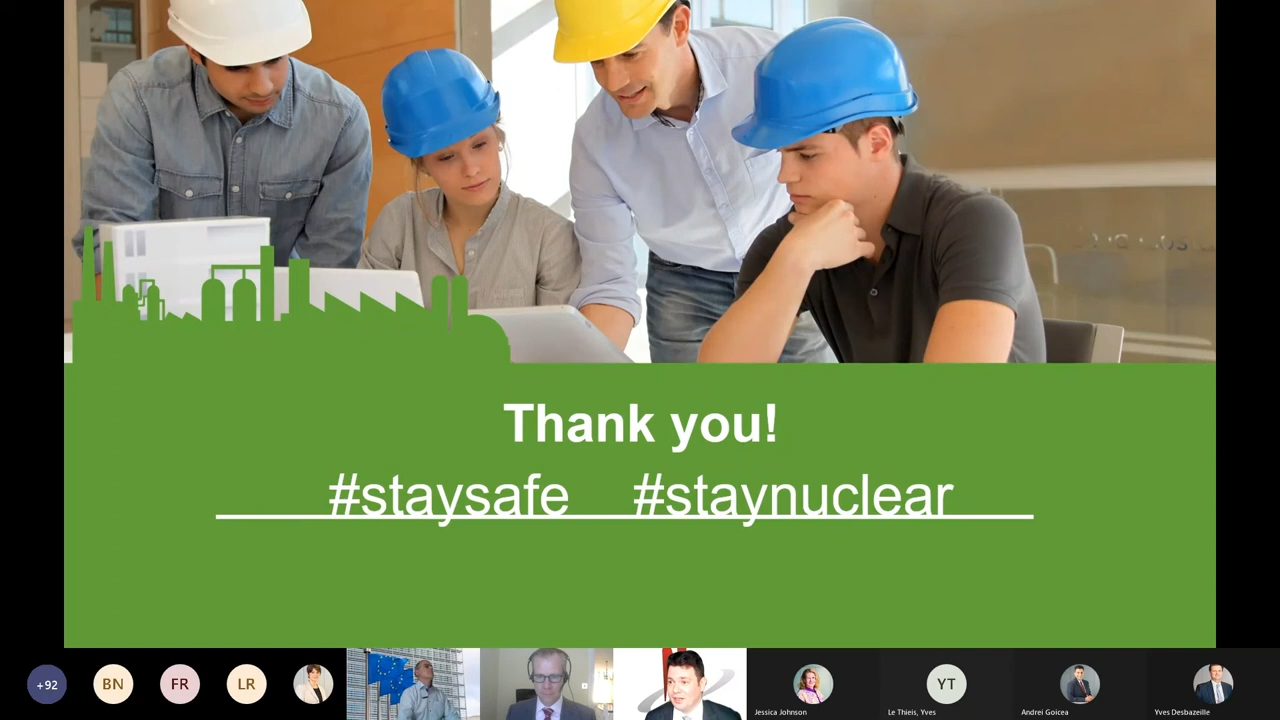 Thank you!
#staysafe #staynuclear
+92
BN
FR
LR
YT
Jessica Johnson
Le Thieis, Yves
Andrei Goicea
Yves Desbazeille